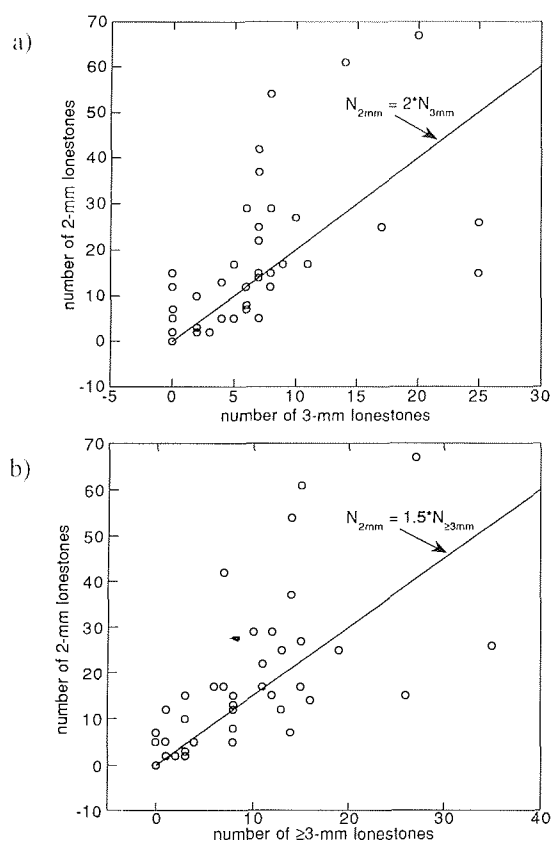 a)
70
60
50
40
30
20
10
0
-10
number of 2-mm lonestones
N2mm = 2*N3mm
-5 0 5 10 15 20 25 30
number of 3-mm lonestones
b)
70
60
50
40
30
20
10
0
-10
number of 2-mm lonestones
N2mm = 1.5*N≥3mm
0 10 20 30 40
number of ≥3-mm lonestones